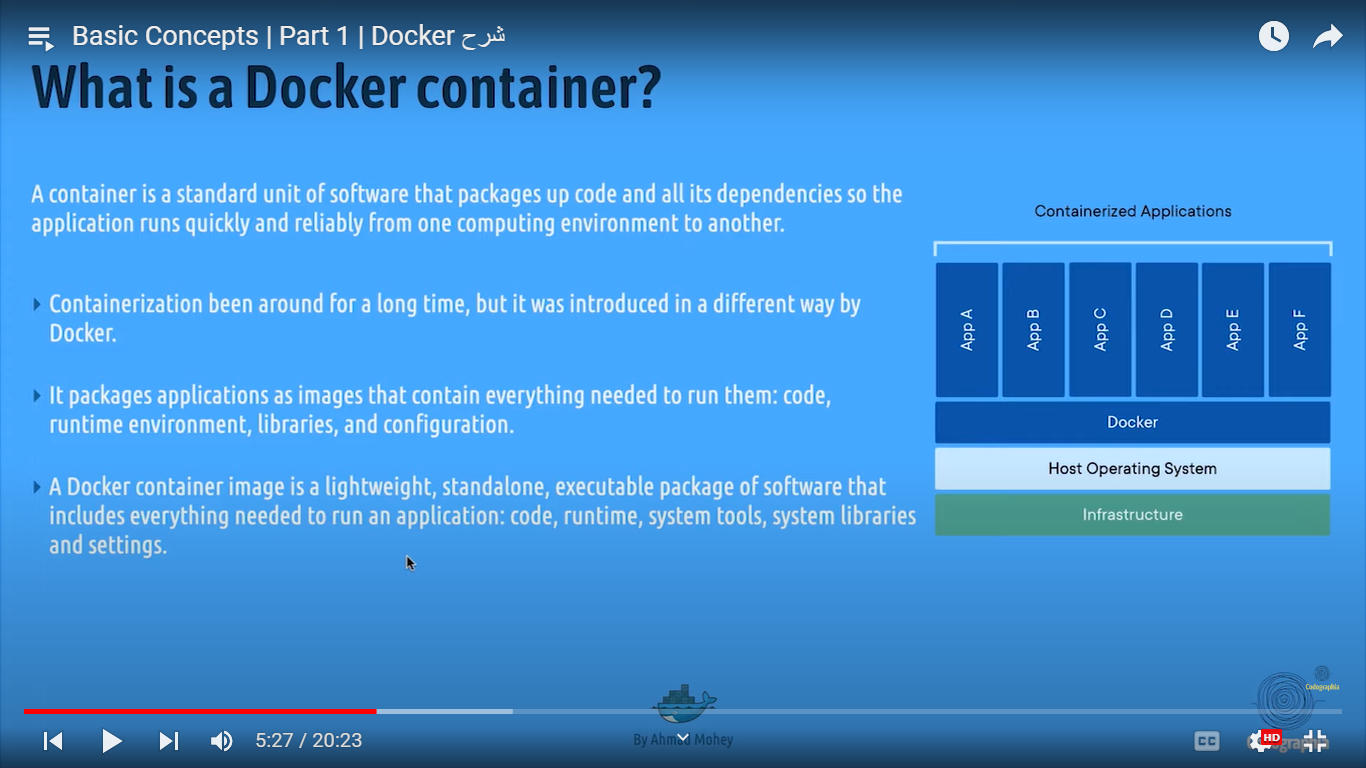 Basic Concepts | Part 1 | Docker شرح
What is a Docker container?
A container is a standard unit of software that packages up code and all its dependencies so the
application runs quickly and reliably from one computing environment to another.
Containerization been around for a long time, but it was introduced in a different way by
Docker.
It packages applications as images that contain everything needed to run them: code,
runtime environment, libraries, and configuration.
A Docker container image is a lightweight, standalone, executable package of software that
includes everything needed to run an application: code, runtime, system tools, system libraries
and settings.
Containerized Applications
App A
App B
App C
App D
App E
App F
Docker
Host Operating System
Infrastructure
Codographia
5:27 / 20:23
By Ahmad Mohey
CC
HD
Codographia